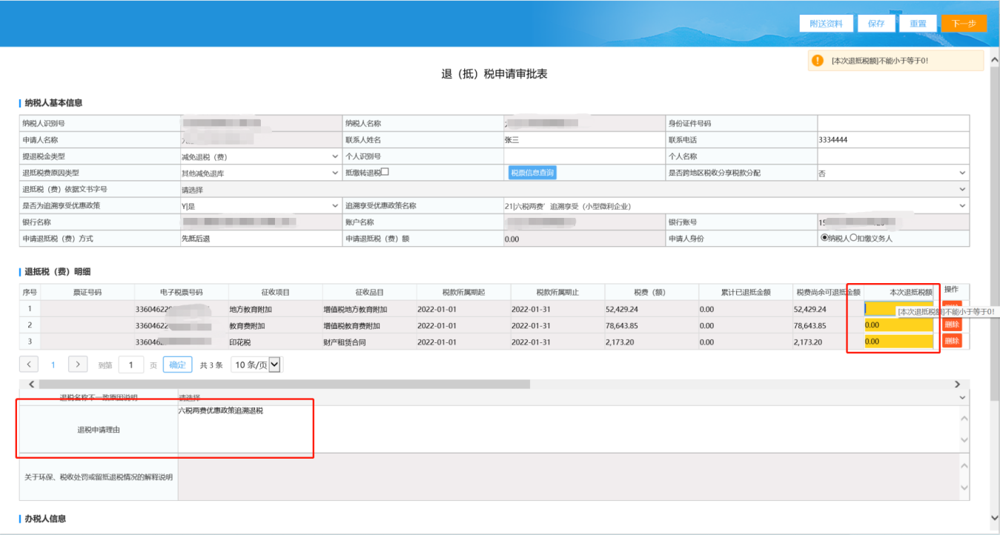 附送资料 保存 重置 下一步
[本次退抵税额]不能小于等于0!
退（抵）税申请审批表
纳税人基本信息
纳税人识别号 纳税人名称 身份证件号码
申请人名称 联系人姓名 张三 联系电话 3334444
提退税金类型 减免退税（费） 个人识别号 个人名称
退抵税费原因类型 其他减免退库 抵缴转退税 税票信息查询 是否跨地区税收分享税款分配 否
退抵税（费）依据文书字号 请选择
是否为追溯享受优惠政策 Y|是 追溯享受优惠政策名称 21|六税两费’追溯享受（小型微利企业）
银行名称 账户名称 银行账号 15
申请退抵税（费）方式 先抵后退 申请退抵税（费）额 0.00 申请人身份 纳税人 扣缴义务人
退抵税（费）明细
序号 票证号码 电子税票号码 征收项目 征收品目 税款所属期起 税款所属期止 税费（额） 累计已退抵金额 税费尚余可退抵金额 本次退抵税额 操作
1 33604622 地方教育附加 增值税地方教育附加 2022-01-01 2022-01-31 52,429.24 0.00 52,429.24
[本次退抵税额]不能小于等于0!
2 33604622 教育费附加 增值税教育费附加 2022-01-01 2022-01-31 78,643.85 0.00 78,643.85 0.00 删除
3 336046 印花税 财产租赁合同 2022-01-01 2022-01-31 2,173.20 0.00 2,173.20 0.00 删除
1 到第 1 页 确定 共 3 条 10 条/页
退税名称不一致原因说明 请选择
六税两费优惠政策追溯退税
退税申请理由
关于环保、税收处罚或留抵退税情况的解释说明
办税人信息